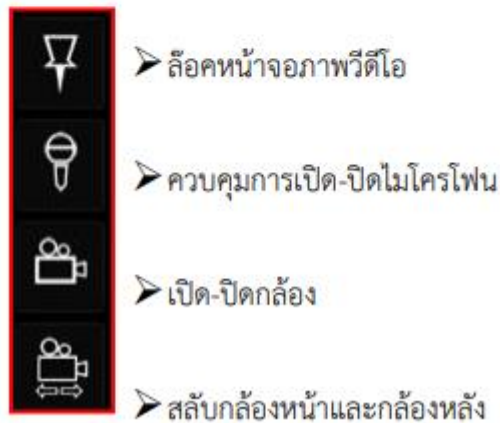 ➢ ล๊อคหน้าจอภาพวีดีโอ
➢ ควบคุมการเปิด-ปิดไมโครโฟน
➢ เปิด-ปิดกล้อง
➢ สลับกล้องหน้าและกล้องหลัง